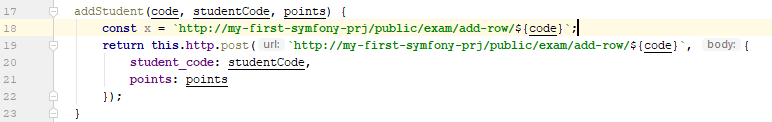 17 addStudent(code, studentCode, points) {
18 const x = `http://my-first-symfony-prj/public/exam/add-row/${code}`;
19 return this.http.post( url: `http://my-first-symfony-prj/public/exam/add-row/${code}`, body: {
20 student_code: studentCode,
21 points: points
22 });
23 }